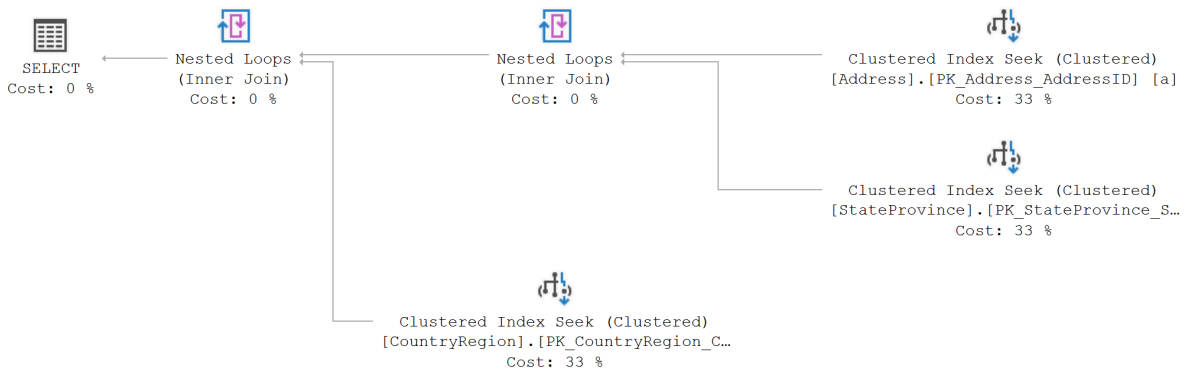 SELECT
Cost: 0 %
Nested Loops
(Inner Join)
Cost: 0 %
Nested Loops
(Inner Join)
Cost: 0 %
Clustered Index Seek (Clustered)
[Address].[PK_Address_AddressID] [a]
Cost: 33 %
Clustered Index Seek (Clustered)
[StateProvince].[PK_StateProvince_S…
Cost: 33 %
Clustered Index Seek (Clustered)
[CountryRegion].[PK_CountryRegion_C…
Cost: 33 %